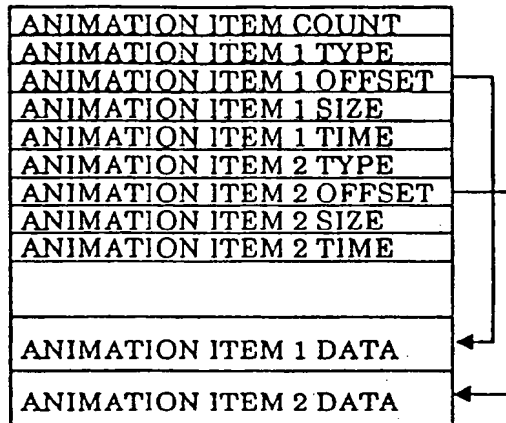 ANIMATION ITEM COUNT
ANIMATION ITEM 1 TYPE
ANIMATION ITEM 1 OFFSET
ANIMATION ITEM 1 SIZE
ANIMATION ITEM 1 TIME
ANIMATION ITEM 2 TYPE
ANIMATION ITEM 2 OFFSET
ANIMATION ITEM 2 SIZE
ANIMATION ITEM 2 TIME
ANIMATION ITEM 1 DATA
ANIMATION ITEM 2 DATA